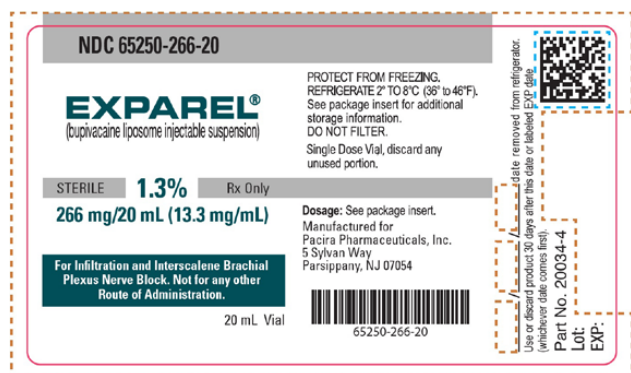 NDC 65250-266-20
EXPAREL®
(bupivacaine liposome injectable suspension)
STERILE 1.3% Rx Only
266 mg/20 mL (13.3 mg/mL)
For Infiltration and Interscalene Brachial
Plexus Nerve Block. Not for any other
Route of Administration.
20 mL Vial
PROTECT FROM FREEZING.
REFRIGERATE 2° TO 8°C (36° to 46°F).
See package insert for additional
storage information.
DO NOT FILTER.
Single Dose Vial, discard any
unused portion.
Dosage: See package insert.
Manufactured for
Pacira Pharmaceuticals, Inc.
5 Sylvan Way
Parsippany, NJ 07054
65250-266-20
/ / date removed from refrigerator.
Use or discard product 30 days after this date or labeled EXP date
(whichever date comes first).
Part No. 20034-4
Lot:
EXP: